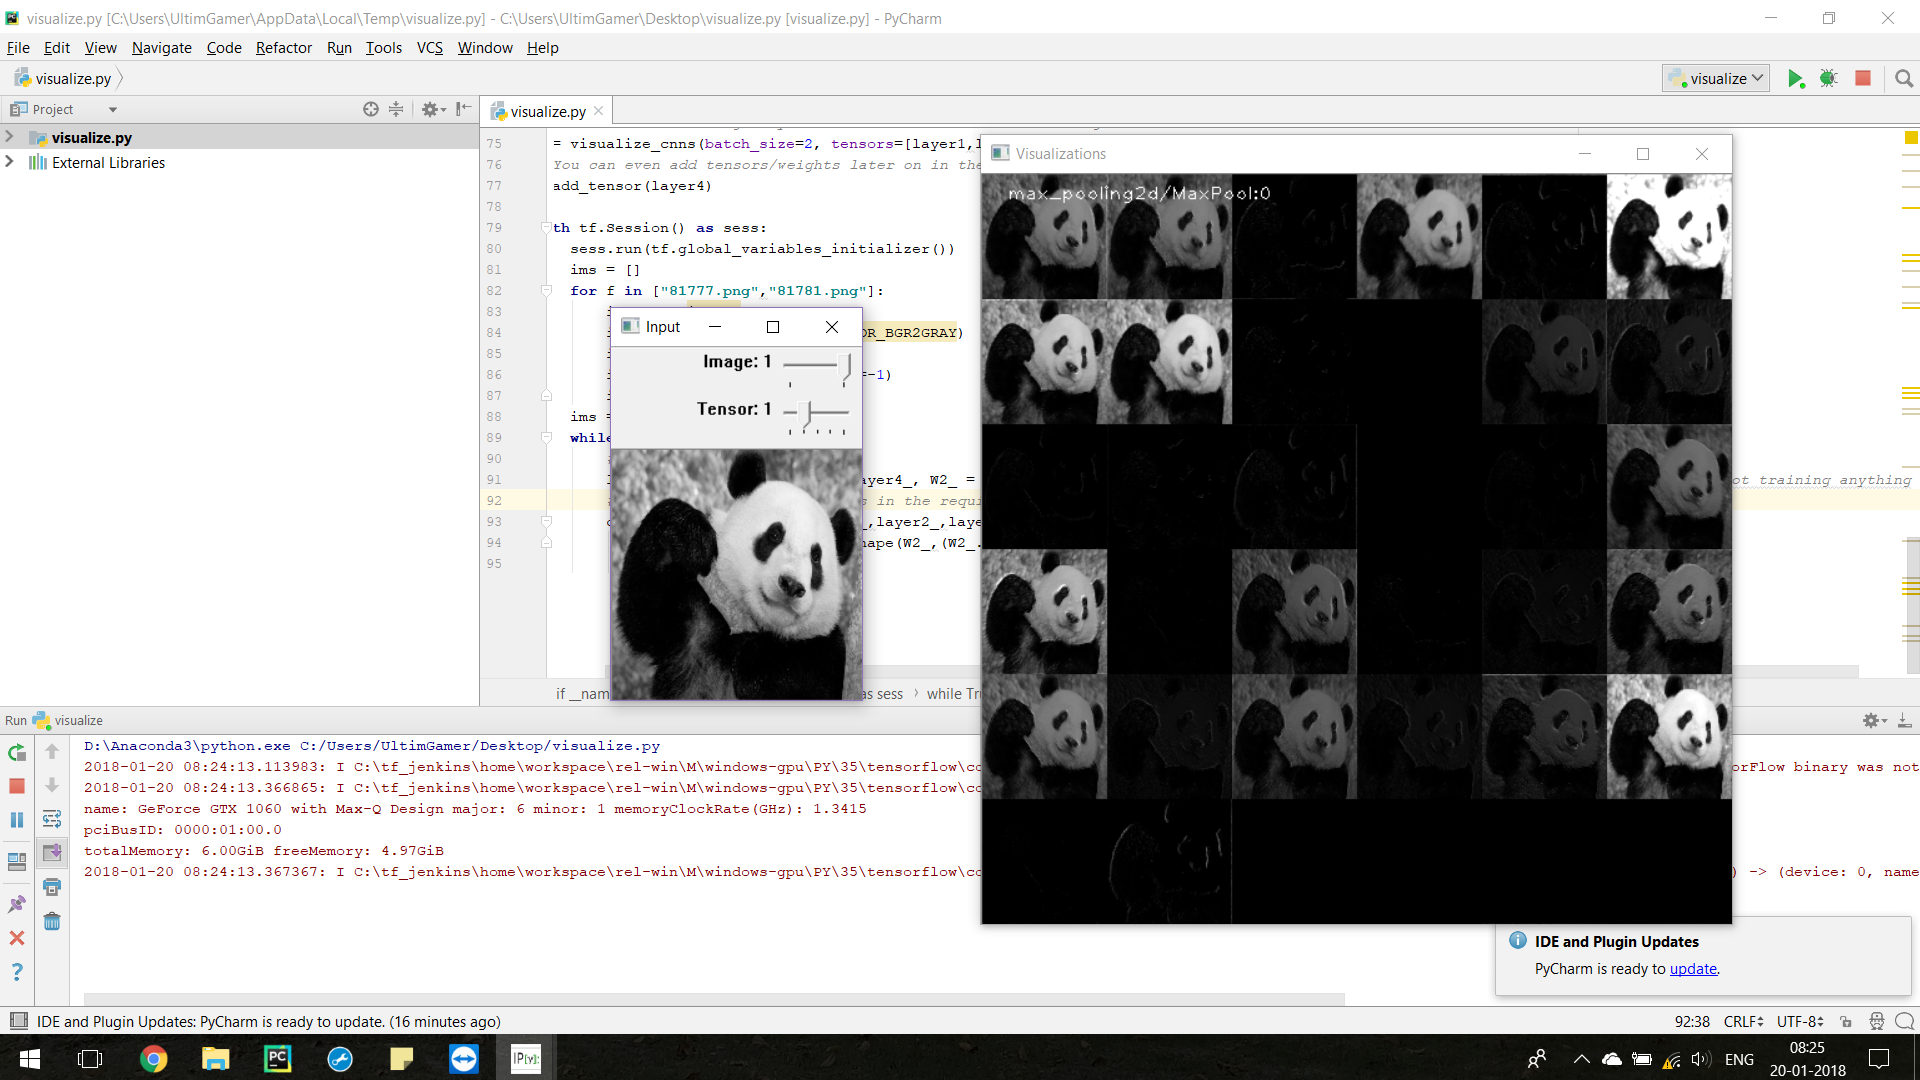 visualize.py [C:\Users\UltimGamer\AppData\Local\Temp\visualize.py] - C:\Users\UltimGamer\Desktop\visualize.py [visualize.py] - PyCharm
File Edit View Navigate Code Refactor Run Tools VCS Window Help
visualize.py
visualize
Project
visualize.py
visualize.py
External Libraries
75 = visualize_cnns(batch_size=2, tensors=[layer1,
76 You can even add tensors/weights later on in the
77 add_tensor(layer4)
78
79 th tf.Session() as sess:
80 sess.run(tf.global_variables_initializer())
81 ims = []
82 for f in ["81777.png","81781.png"]:
83
84 OR_BGR2GRAY)
85
86 =-1)
87
88 ims =
89 while
90
91 ayer4_, W2_ = ot training anything
92 s in the requi
93 _,layer2_,laye
94 hape(W2_,(W2_.
95
if __nam as sess while Tr
Input
Image: 1
Tensor: 1
Visualizations
max_pooling2d/MaxPool:0
Run visualize
D:\Anaconda3\python.exe C:/Users/UltimGamer/Desktop/visualize.py
2018-01-20 08:24:13.113983: I C:\tf_jenkins\home\workspace\rel-win\M\windows-gpu\PY\35\tensorflow\co orFlow binary was not
2018-01-20 08:24:13.366865: I C:\tf_jenkins\home\workspace\rel-win\M\windows-gpu\PY\35\tensorflow\co
name: GeForce GTX 1060 with Max-Q Design major: 6 minor: 1 memoryClockRate(GHz): 1.3415
pciBusID: 0000:01:00.0
totalMemory: 6.00GiB freeMemory: 4.97GiB
2018-01-20 08:24:13.367367: I C:\tf_jenkins\home\workspace\rel-win\M\windows-gpu\PY\35\tensorflow\co ) -> (device: 0, name
IDE and Plugin Updates
PyCharm is ready to update.
IDE and Plugin Updates: PyCharm is ready to update. (16 minutes ago)
92:38 CRLF UTF-8
PC
IP[y]:
ENG
08:25
20-01-2018